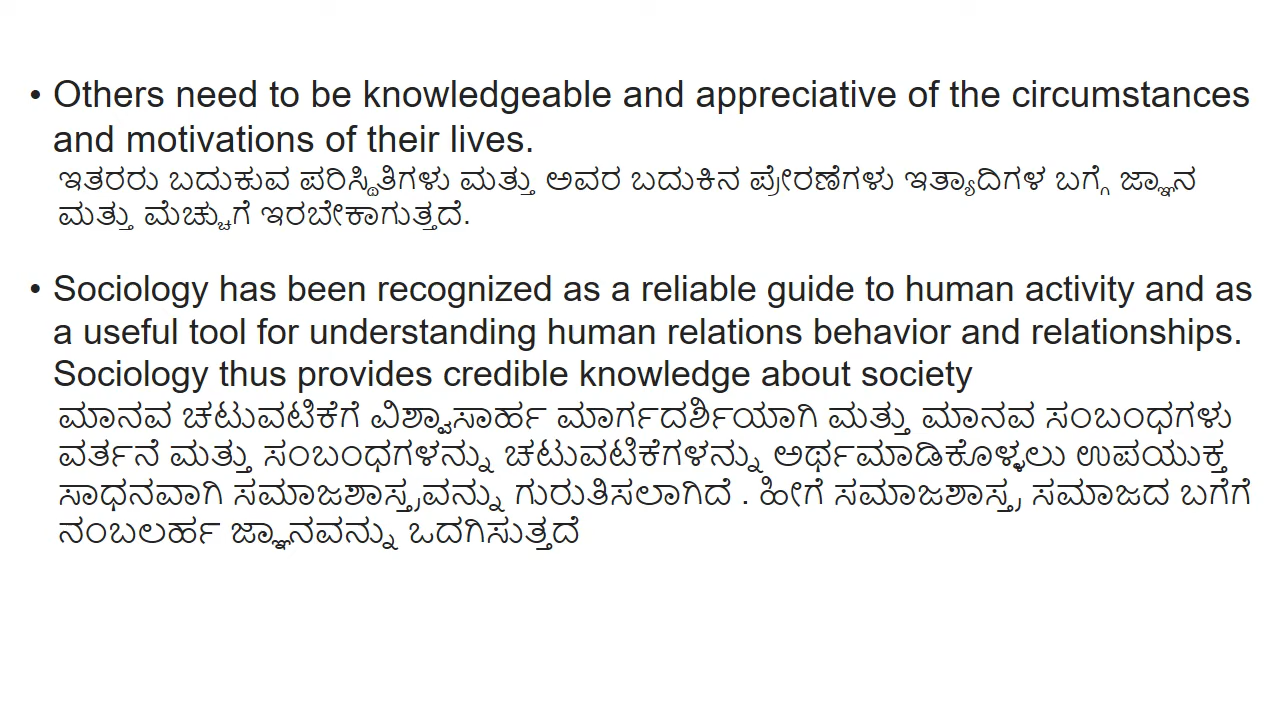 • Others need to be knowledgeable and appreciative of the circumstances
and motivations of their lives.
ಇತರರು ಬದುಕುವ ಪರಿಸ್ಥಿತಿಗಳು ಮತ್ತು ಅವರ ಬದುಕಿನ ಪ್ರೇರಣೆಗಳು ಇತ್ಯಾದಿಗಳ ಬಗ್ಗೆ ಜ್ಞಾನ
ಮತ್ತು ಮೆಚ್ಚುಗೆ ಇರಬೇಕಾಗುತ್ತದೆ.
• Sociology has been recognized as a reliable guide to human activity and as
a useful tool for understanding human relations behavior and relationships.
Sociology thus provides credible knowledge about society
ಮಾನವ ಚಟುವಟಿಕೆಗೆ ವಿಶ್ವಾಸಾರ್ಹ ಮಾರ್ಗದರ್ಶಿಯಾಗಿ ಮತ್ತು ಮಾನವ ಸಂಬಂಧಗಳು
ವರ್ತನೆ ಮತ್ತು ಸಂಬಂಧಗಳನ್ನು ಚಟುವಟಿಕೆಗಳನ್ನು ಅರ್ಥಮಾಡಿಕೊಳ್ಳಲು ಉಪಯುಕ್ತ
ಸಾಧನವಾಗಿ ಸಮಾಜಶಾಸ್ತ್ರವನ್ನು ಗುರುತಿಸಲಾಗಿದೆ . ಹೀಗೆ ಸಮಾಜಶಾಸ್ತ್ರ ಸಮಾಜದ ಬಗೆಗೆ
ನಂಬಲರ್ಹ ಜ್ಞಾನವನ್ನು ಒದಗಿಸುತ್ತದೆ